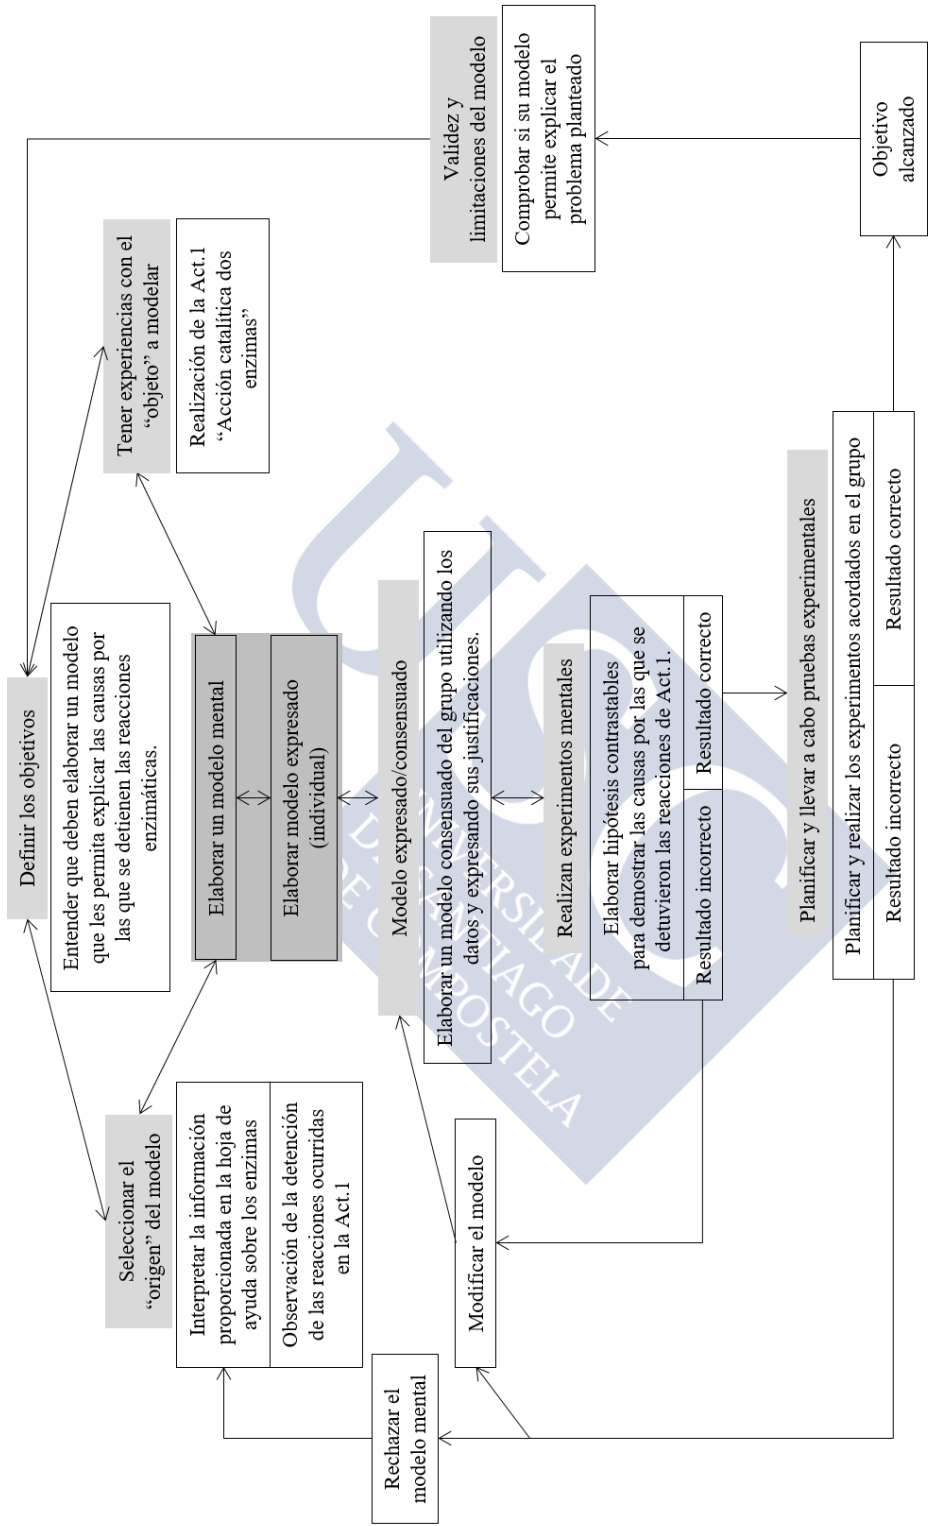 Definir los objetivos
Entender que deben elaborar un modelo
que les permita explicar las causas por
las que se detienen las reacciones
enzimáticas.
Seleccionar el
“origen” del modelo
Interpretar la información
proporcionada en la hoja de
ayuda sobre los enzimas
Observación de la detención
de las reacciones ocurridas
en la Act.1
Elaborar un modelo mental
Elaborar modelo expresado
(individual)
Tener experiencias con el
“objeto” a modelar
Realización de la Act.1
“Acción catalítica dos
enzimas”
Modelo expresado/consensuado
Elaborar un modelo consensuado del grupo utilizando los
datos y expresando sus justificaciones.
Rechazar el
modelo mental
Modificar el modelo
Realizar experimentos mentales
Elaborar hipótesis contrastables
para demostrar las causas por las que se
detuvieron las reacciones de Act.1.
Resultado incorrecto
Resultado correcto
Validez y
limitaciones del modelo
Comprobar si su modelo
permite explicar el
problema planteado
Planificar y llevar a cabo pruebas experimentales
Planificar y realizar los experimentos acordados en el grupo
Resultado incorrecto
Resultado correcto
Objetivo
alcanzado
USC
UNIVERSIDADE
DE SANTIAGO
DE COMPOSTELA